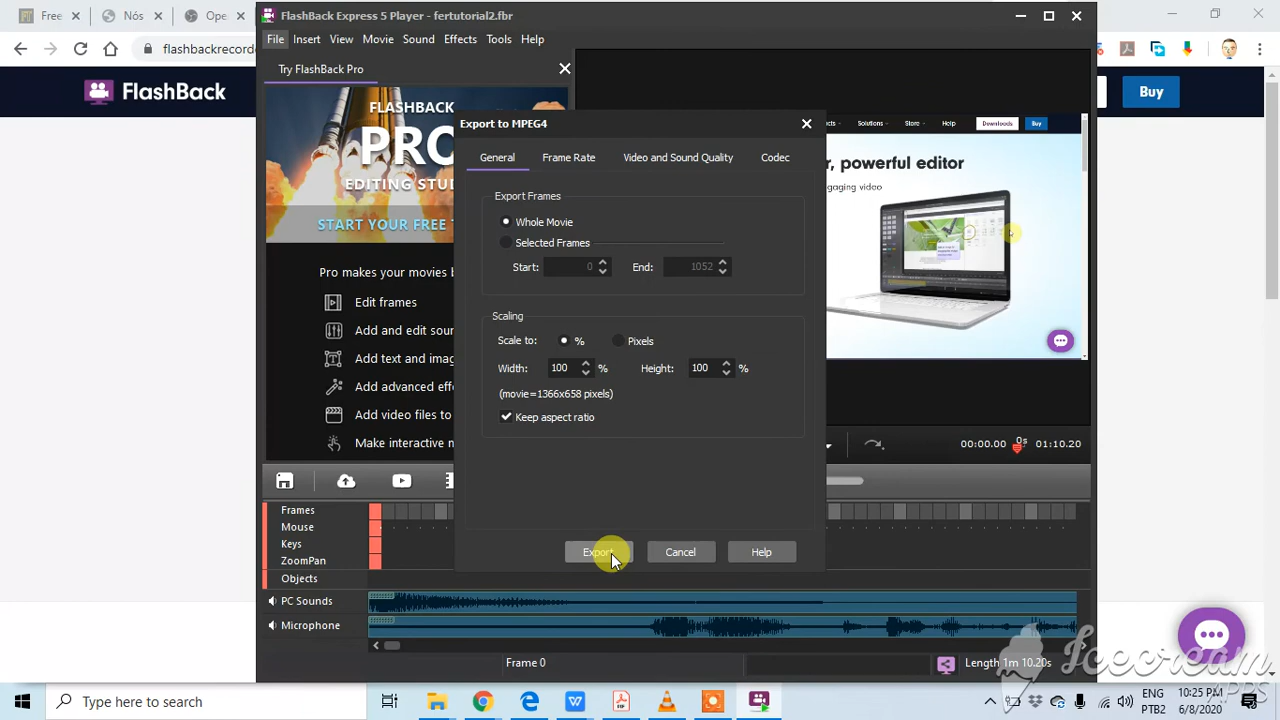 Free
Nós
Ope
flashbackrecord
FlashBack
Buy
FlashBack Express 5 Player - fertutorial2.fbr
File Insert View Movie Sound Effects Tools Help
Try FlashBack Pro
FLASHBACK
PRO
EDITING STU
START YOUR FREE T
Pro makes your movies b
Edit frames
Add and edit sour
Add text and imag
Add advanced effe
Add video files to
Make interactive m
Export to MPEG4
General Frame Rate Video and Sound Quality Codec
Export Frames
Whole Movie
Selected Frames
Start: 0 End: 1052
Scaling
Scale to: % Pixels
Width: 100 % Height: 100 %
(movie=1366x658 pixels)
Keep aspect ratio
Export Cancel Help
ucts Solutions Store Help Downloads Buy
r, powerful editor
gaging video
00:00.00 0s 01:10.20
Frames
Mouse
Keys
ZoomPan
Objects
PC Sounds
Microphone
Frame 0
Length 1m 10.20s
Icecream
APPS
Type here to search
ENG
PTB2
10:25 PM
6/8/2020